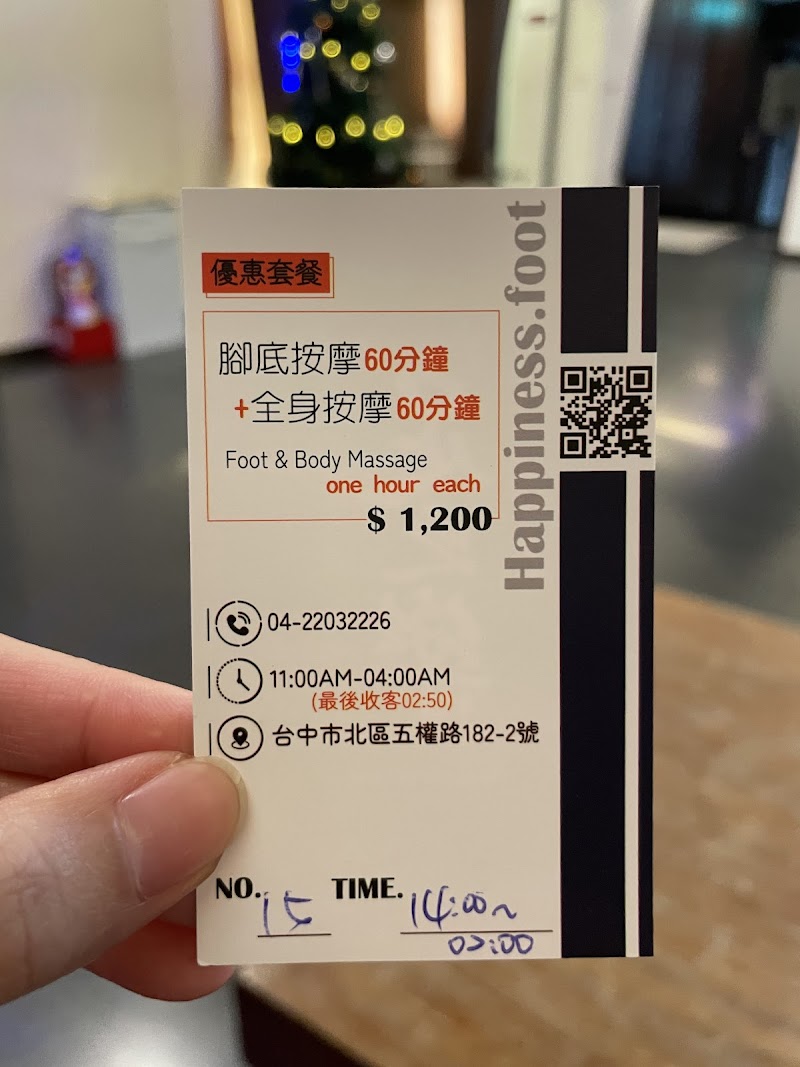 優惠套餐
腳底按摩60分鐘
+全身按摩60分鐘
Foot & Body Massage
one hour each
$ 1,200
Happiness.foot
04-22032226
11:00AM-04:00AM
(最後收客02:50)
台中市北區五權路182-2號
NO. 15 TIME. 14:00~
02:00